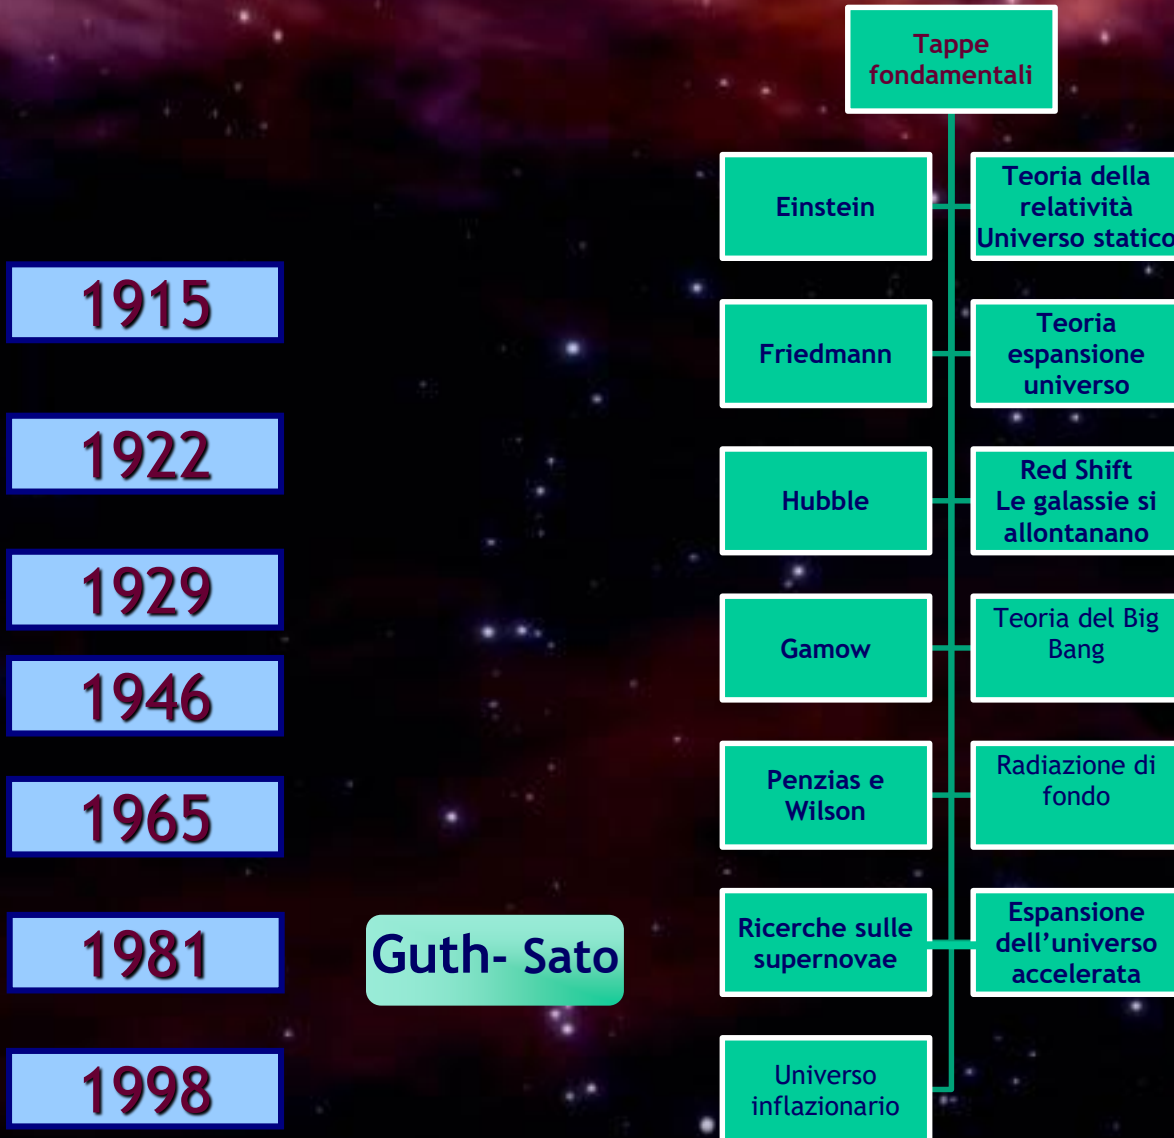 Tappe
fondamentali
Einstein
Teoria della
relatività
Universo statico
1915
Friedmann
Teoria
espansione
universo
1922
Hubble
Red Shift
Le galassie si
allontanano
1929
Gamow
Teoria del Big
Bang
1946
Penzias e
Wilson
Radiazione di
fondo
1965
1981
Guth- Sato
Ricerche sulle
supernovae
Espansione
dell’universo
accelerata
1998
Universo
inflazionario